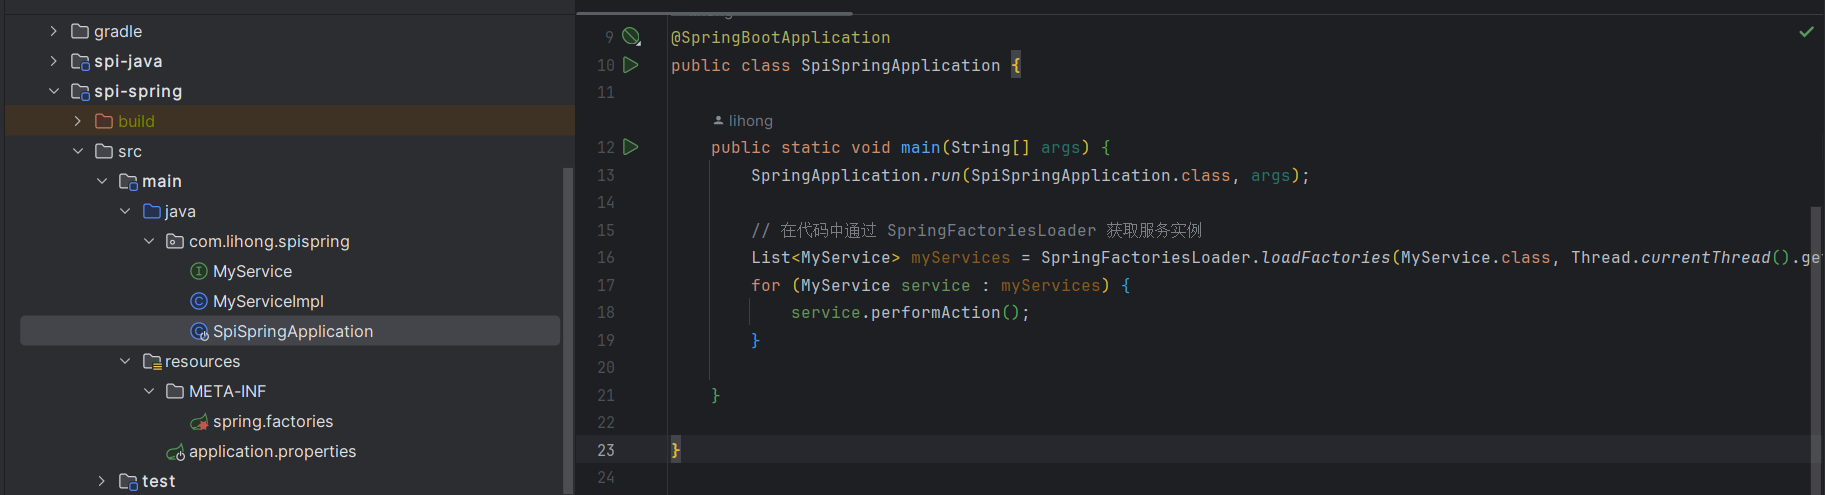 gradle
spi-java
spi-spring
build
src
main
java
com.lihong.spispring
MyService
MyServiceImpl
SpiSpringApplication
resources
META-INF
spring.factories
application.properties
test
9 @SpringBootApplication
10 public class SpiSpringApplication {
11
lihong
12 public static void main(String[] args) {
13 SpringApplication.run(SpiSpringApplication.class, args);
14
15 // 在代码中通过 SpringFactoriesLoader 获取服务实例
16 List<MyService> myServices = SpringFactoriesLoader.loadFactories(MyService.class, Thread.currentThread().ge
17 for (MyService service : myServices) {
18 service.performAction();
19 }
20
21 }
22
23 }
24